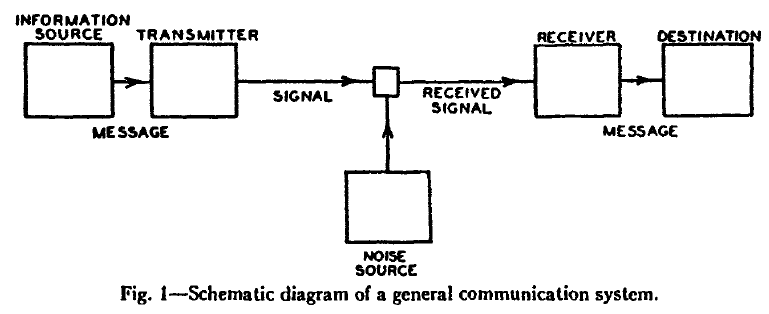 INFORMATION
SOURCE
TRANSMITTER
RECEIVER
DESTINATION
SIGNAL
RECEIVED
SIGNAL
MESSAGE
MESSAGE
NOISE
SOURCE
Fig. 1—Schematic diagram of a general communication system.